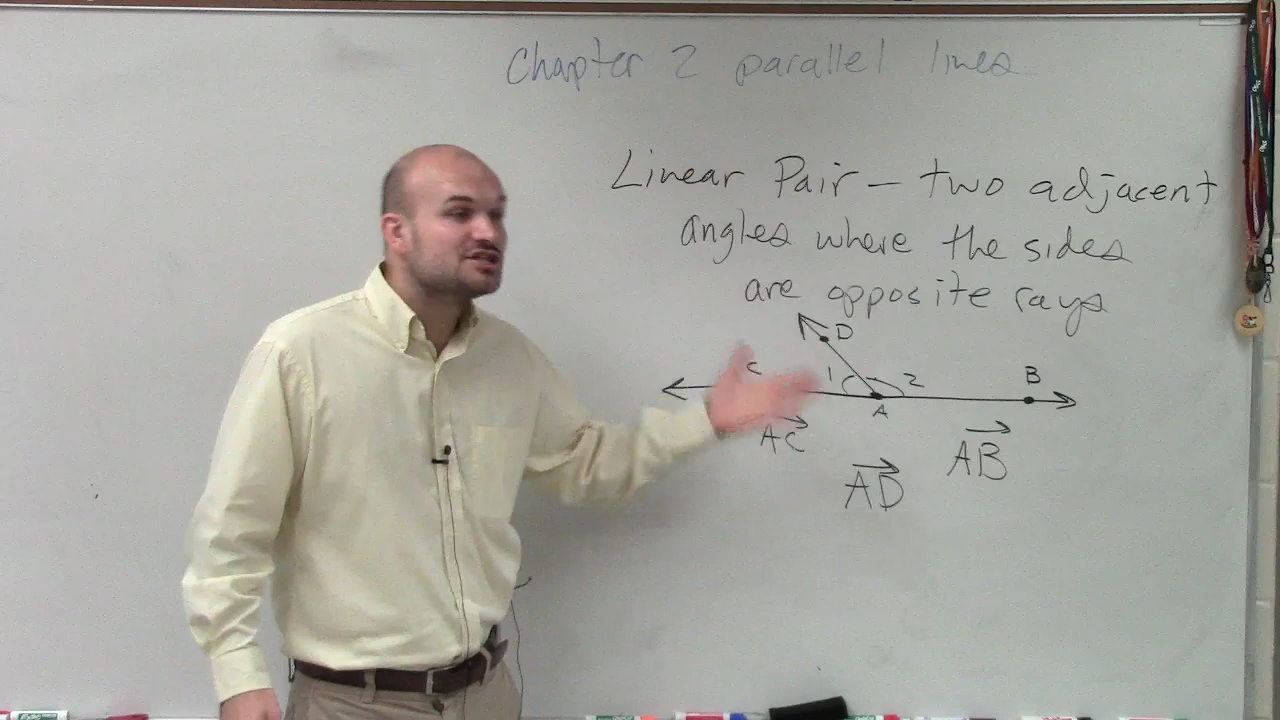 Chapter 2 parallel lines
Linear Pair – two adjacent
angles where the sides
are opposite rays
D
C 1 2 B
A
AC
AB
AD